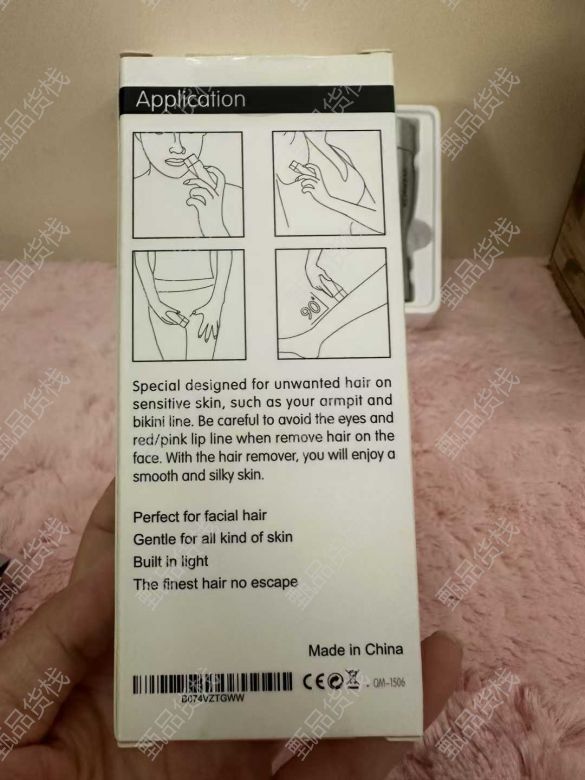 Application
90°
Special designed for unwanted hair on
sensitive skin, such as your armpit and
bikini line. Be careful to avoid the eyes and
red/pink lip line when remove hair on the
face. With the hair remover, you will enjoy a
smooth and silky skin.
Perfect for facial hair
Gentle for all kind of skin
Built in light
The finest hair no escape
Made in China
B074VZTGWW
CE
QM-1506
甄品货栈